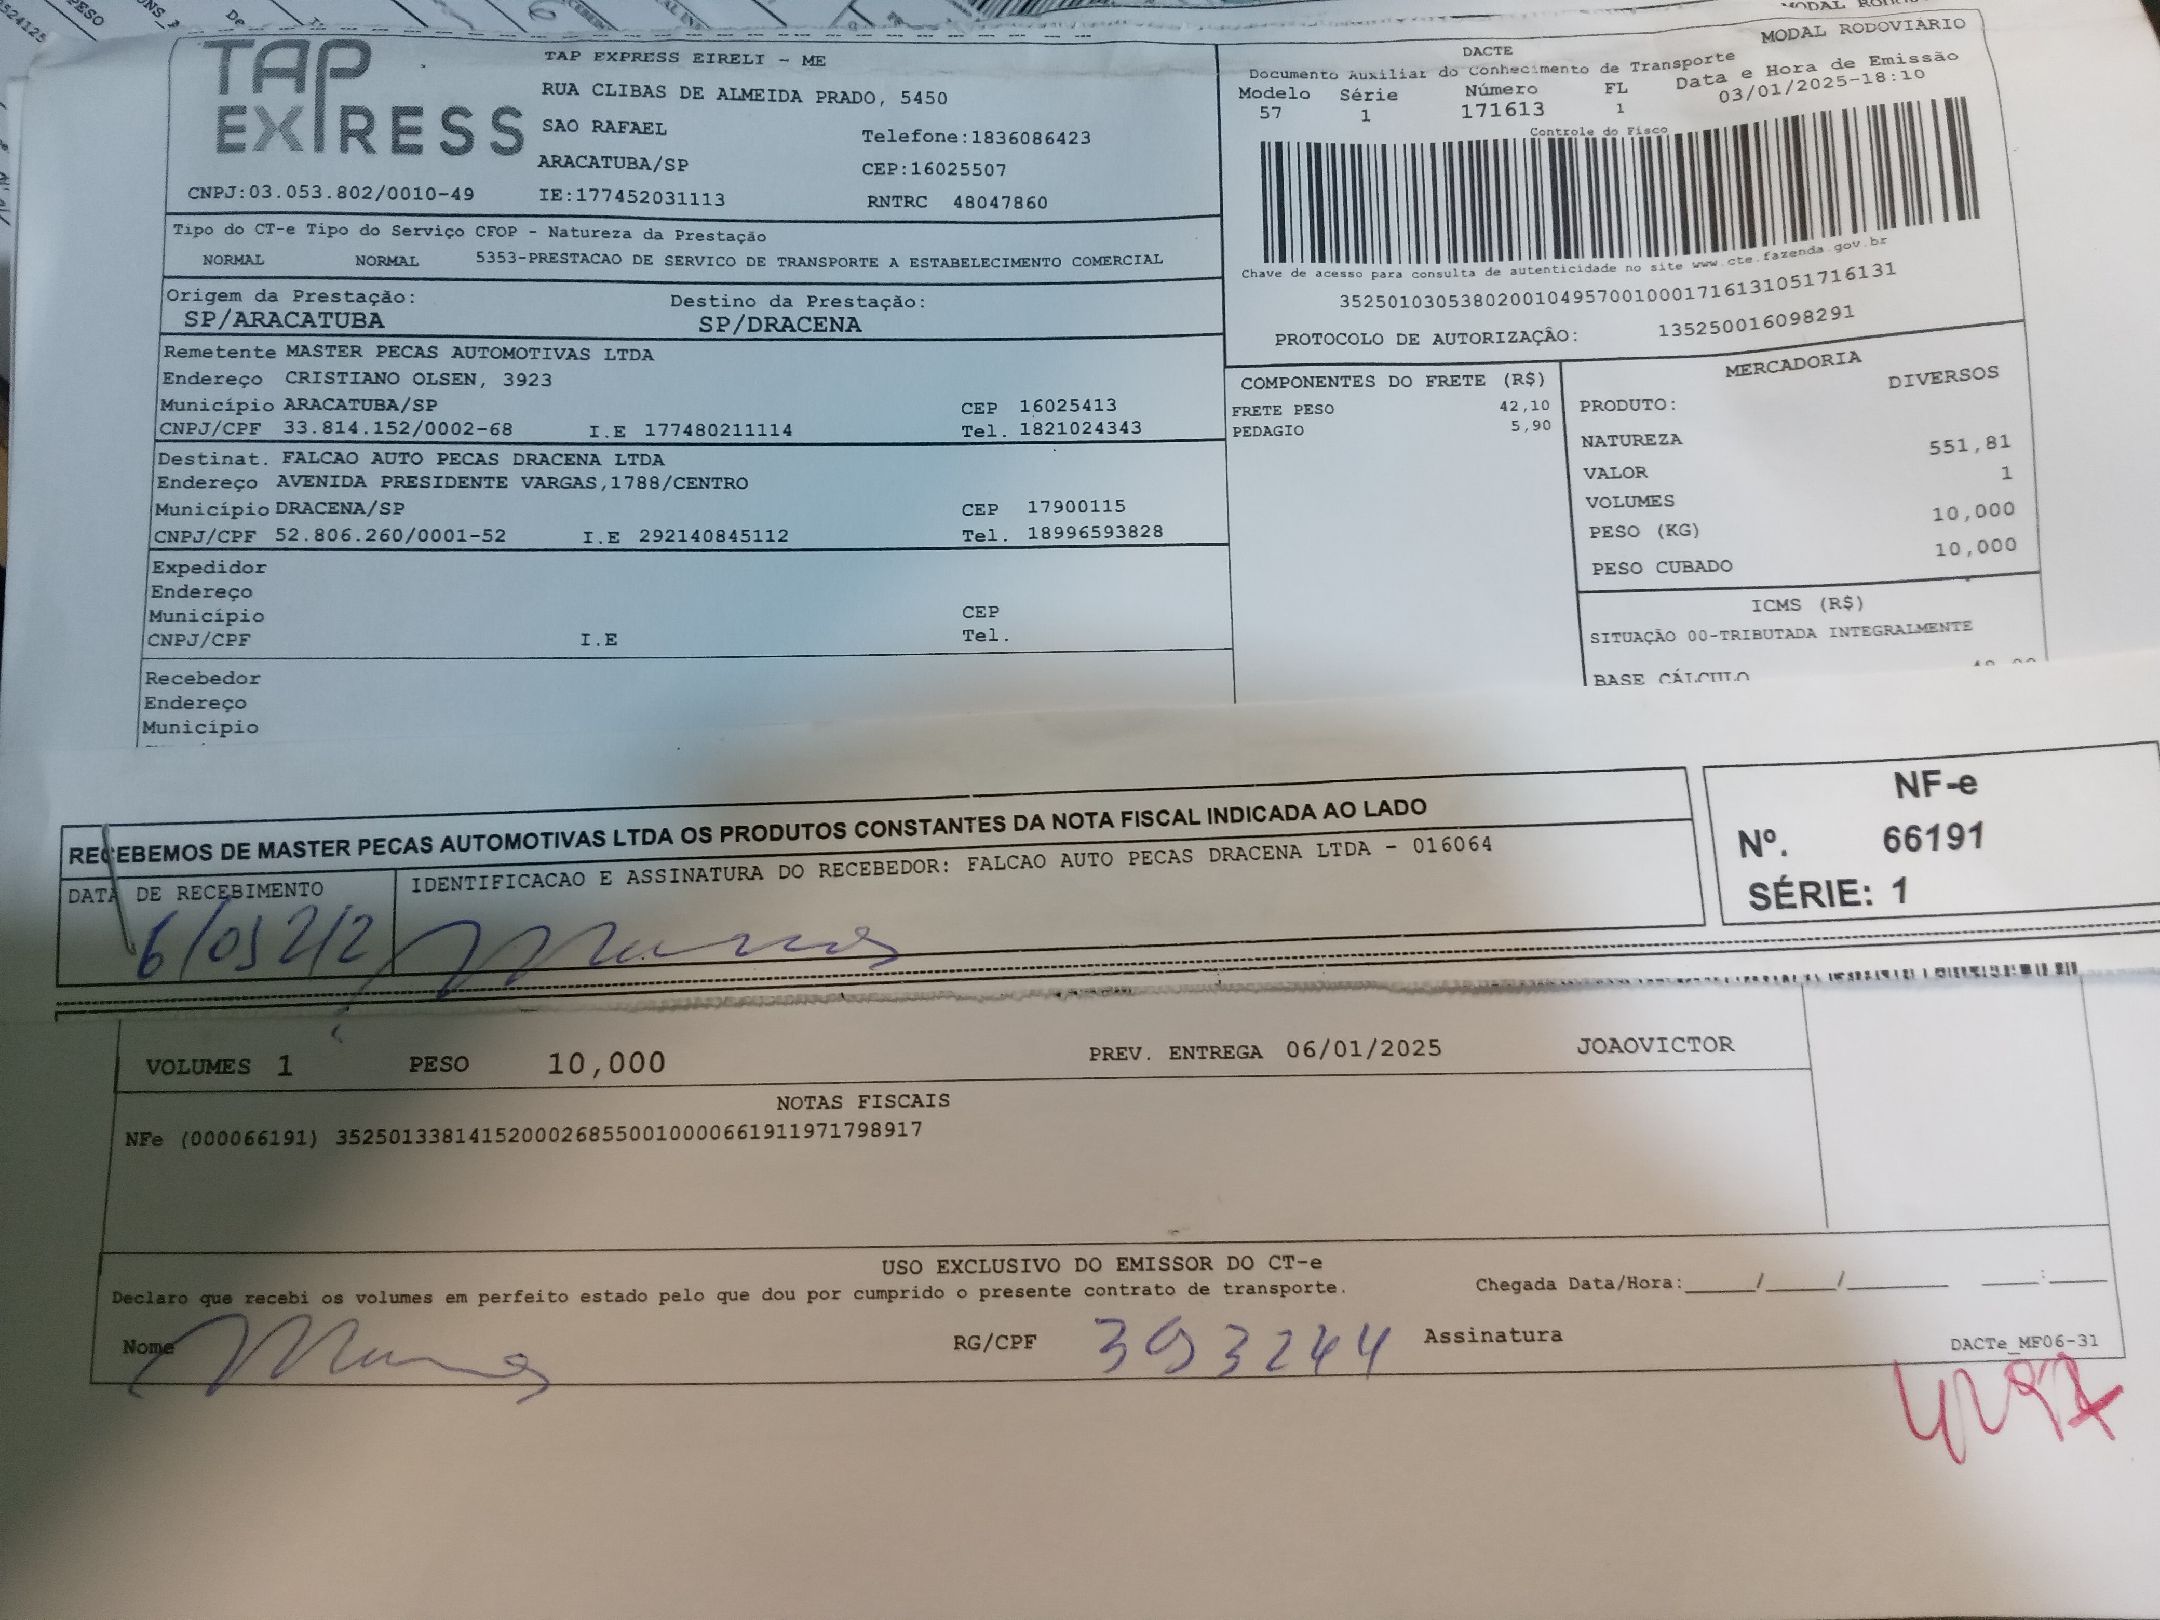 TAP EXPRESS
TAP EXPRESS EIRELI - ME
RUA CLIBAS DE ALMEIDA PRADO, 5450
SAO RAFAEL
Telefone:1836086423
ARACATUBA/SP
CEP:16025507
CNPJ:03.053.802/0010-49
IE:177452031113
RNTRC 48047860
MODAL RODOVIÁRIO
DACTE
Documento Auxiliar do Conhecimento de Transporte
Modelo Série Número FL Data e Hora de Emissão
57 1 171613 1 03/01/2025-18:10
Controle do Fisco
Chave de acesso para consulta de autenticidade no site www.cte.fazenda.gov.br
35250103053802001049570010001716131051716131
PROTOCOLO DE AUTORIZAÇÃO: 135250016098291
Tipo do CT-e Tipo do Serviço CFOP - Natureza da Prestação
NORMAL NORMAL 5353-PRESTACAO DE SERVICO DE TRANSPORTE A ESTABELECIMENTO COMERCIAL
Origem da Prestação: Destino da Prestação:
SP/ARACATUBA SP/DRACENA
Remetente MASTER PECAS AUTOMOTIVAS LTDA
Endereço CRISTIANO OLSEN, 3923
Município ARACATUBA/SP CEP 16025413
CNPJ/CPF 33.814.152/0002-68 I.E 177480211114 Tel. 1821024343
Destinat. FALCAO AUTO PECAS DRACENA LTDA
Endereço AVENIDA PRESIDENTE VARGAS,1788/CENTRO
Município DRACENA/SP CEP 17900115
CNPJ/CPF 52.806.260/0001-52 I.E 292140845112 Tel. 18996593828
Expedidor
Endereço
Município CEP
CNPJ/CPF I.E Tel.
Recebedor
Endereço
Município
COMPONENTES DO FRETE (R$)
FRETE PESO 42,10
PEDAGIO 5,90
MERCADORIA
PRODUTO: DIVERSOS
NATUREZA
VALOR 551,81
VOLUMES 1
PESO (KG) 10,000
PESO CUBADO 10,000
ICMS (R$)
SITUAÇÃO 00-TRIBUTADA INTEGRALMENTE
BASE CÁLCULO
RECEBEMOS DE MASTER PECAS AUTOMOTIVAS LTDA OS PRODUTOS CONSTANTES DA NOTA FISCAL INDICADA AO LADO
DATA DE RECEBIMENTO
IDENTIFICACAO E ASSINATURA DO RECEBEDOR: FALCAO AUTO PECAS DRACENA LTDA - 016064
NF-e
Nº. 66191
SÉRIE: 1
VOLUMES 1 PESO 10,000 PREV. ENTREGA 06/01/2025 JOAOVICTOR
NOTAS FISCAIS
NFe (000066191) 35250133814152000268550010000661911971798917
USO EXCLUSIVO DO EMISSOR DO CT-e
Declaro que recebi os volumes em perfeito estado pelo que dou por cumprido o presente contrato de transporte.
Chegada Data/Hora:_____/_____/_______ ____:____
Nome RG/CPF 393244 Assinatura
DACTe_MF06-31